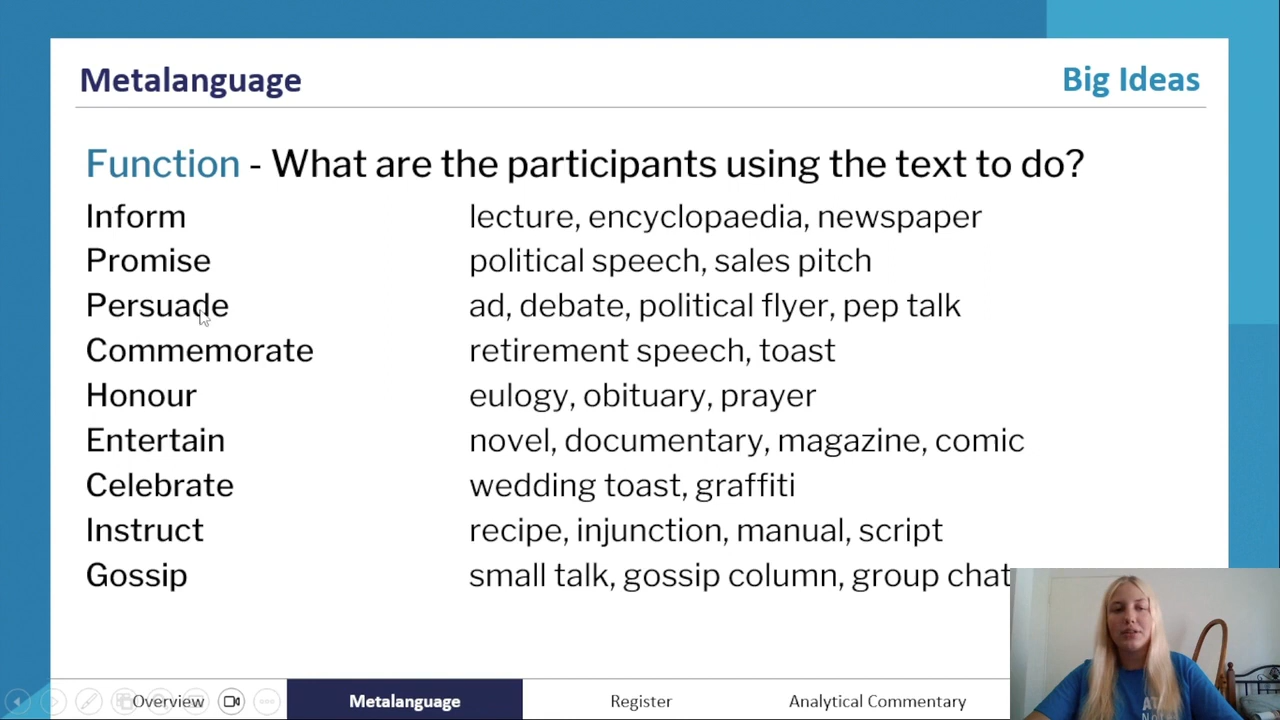 Metalanguage
Big Ideas
Function - What are the participants using the text to do?
Inform lecture, encyclopaedia, newspaper
Promise political speech, sales pitch
Persuade ad, debate, political flyer, pep talk
Commemorate retirement speech, toast
Honour eulogy, obituary, prayer
Entertain novel, documentary, magazine, comic
Celebrate wedding toast, graffiti
Instruct recipe, injunction, manual, script
Gossip small talk, gossip column, group chat
Overview Metalanguage Register Analytical Commentary